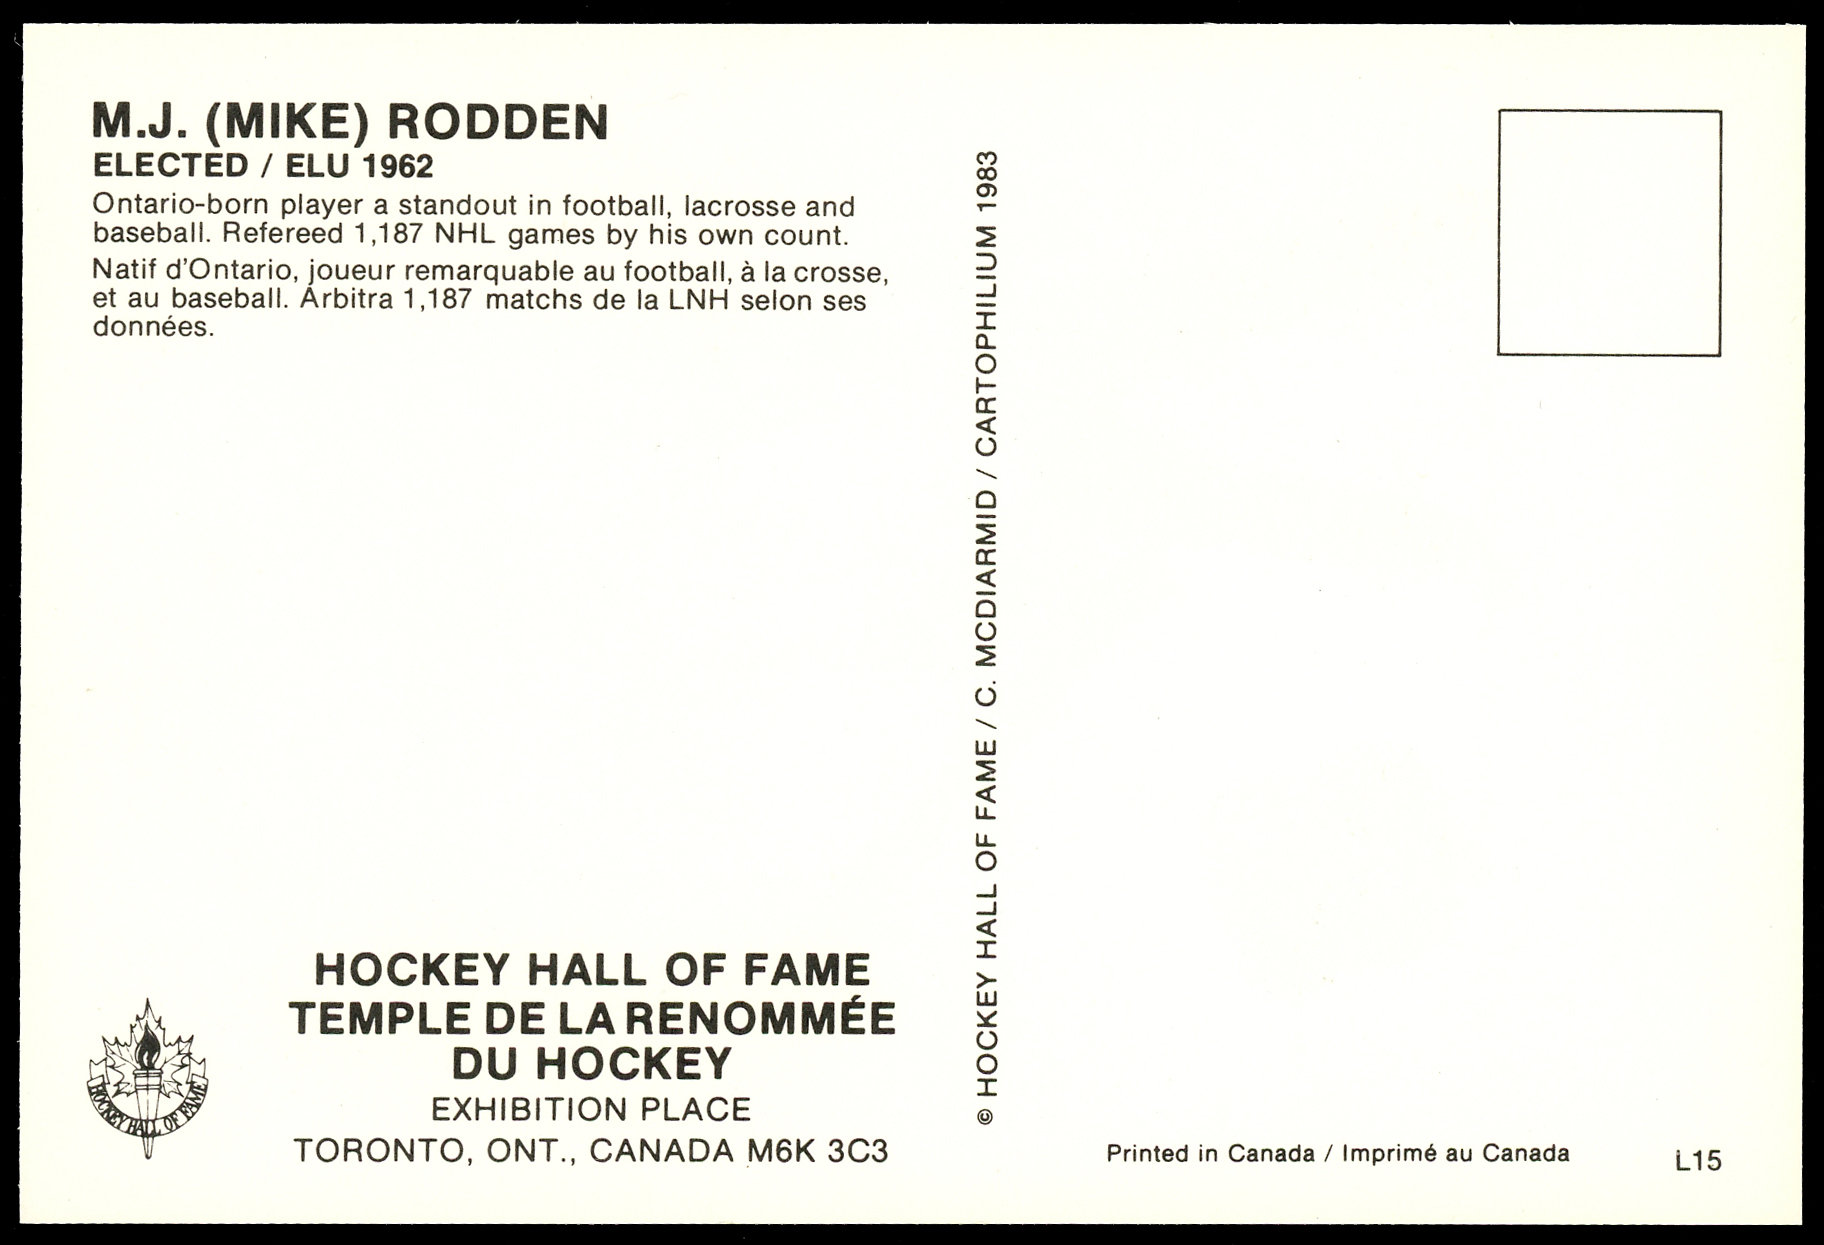 M.J. (MIKE) RODDEN
ELECTED / ELU 1962
Ontario-born player a standout in football, lacrosse and
baseball. Refereed 1,187 NHL games by his own count.
Natif d'Ontario, joueur remarquable au football, à la crosse,
et au baseball. Arbitra 1,187 matchs de la LNH selon ses
données.
HOCKEY HALL OF FAME
HOCKEY HALL OF FAME
TEMPLE DE LA RENOMMÉE
DU HOCKEY
EXHIBITION PLACE
TORONTO, ONT., CANADA M6K 3C3
© HOCKEY HALL OF FAME / C. MCDIARMID / CARTOPHILIUM 1983
Printed in Canada / Imprimé au Canada
L15